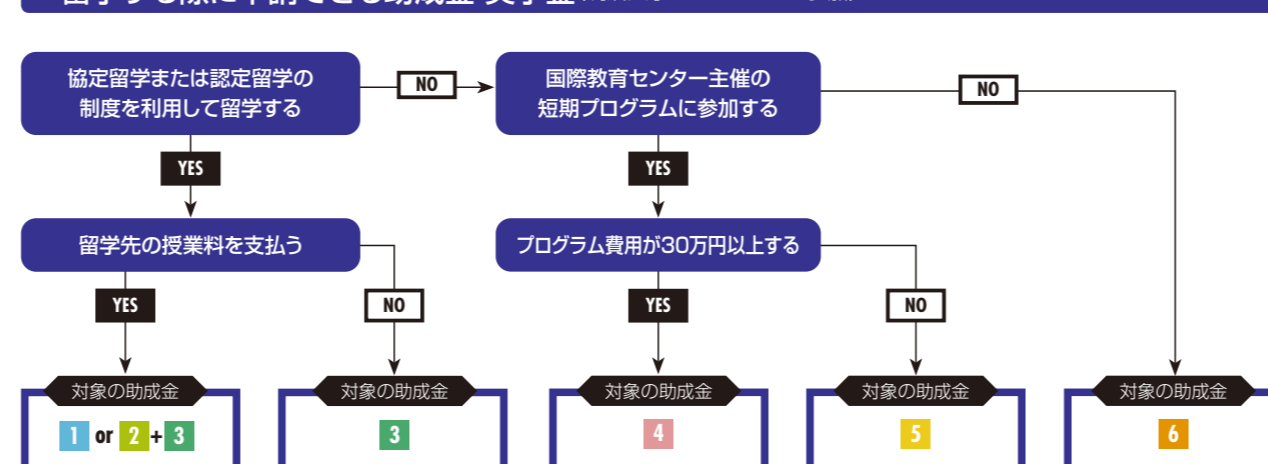 協定留学または認定留学の
制度を利用して留学する
NO
国際教育センター主催の
短期プログラムに参加する
NO
YES
YES
留学先の授業料を支払う
プログラム費用が30万円以上する
YES
NO
YES
NO
対象の助成金
対象の助成金
対象の助成金
対象の助成金
対象の助成金
1 or 2 + 3
3
4
5
6